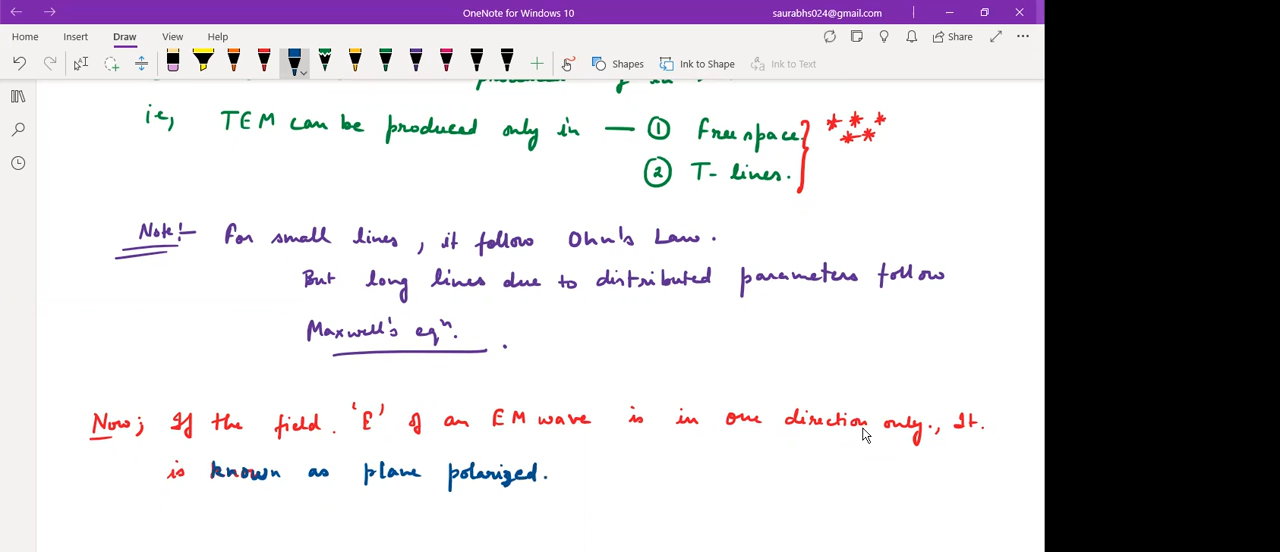 OneNote for Windows 10
saurabhs024@gmail.com
Home Insert Draw View Help
Share
Shapes Ink to Shape Ink to Text
ie, TEM can be produced only in — ① Free space
② T-lines.
Note:- For small lines, it follow Ohm's Law.
But long lines due to distributed parameters follow
Maxwell's eqⁿ.
Now; If the field 'E' of an EM wave is in one direction only., It.
is known as plane polarized.